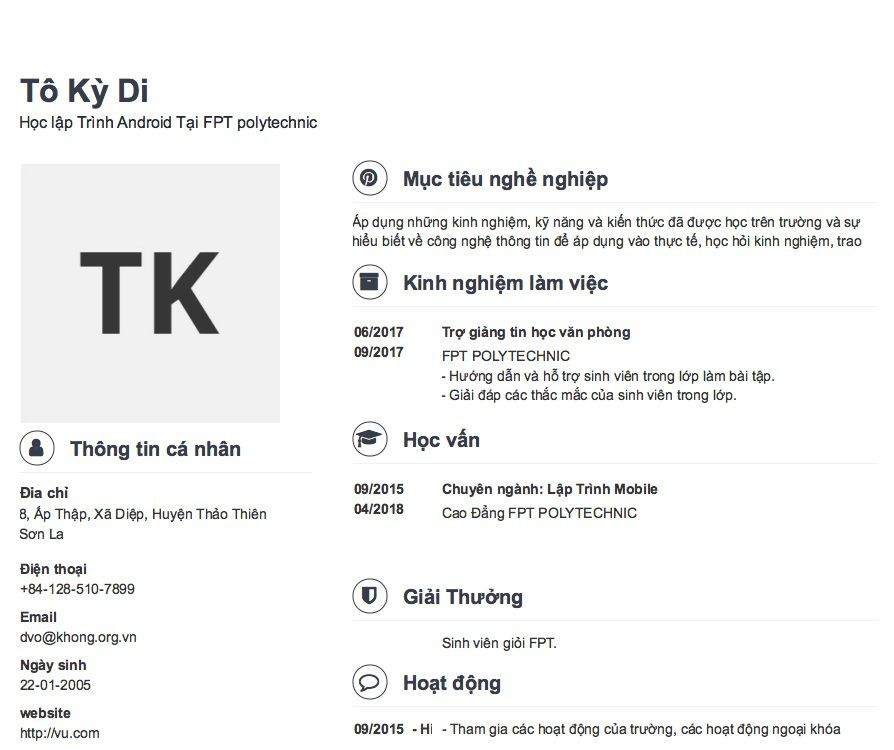 Tô Kỳ Di
Học lập Trình Android Tại FPT polytechnic
TK
Thông tin cá nhân
Đia chỉ
8, Ấp Thập, Xã Diệp, Huyện Thảo Thiên
Sơn La
Điện thoại
+84-128-510-7899
Email
dvo@khong.org.vn
Ngày sinh
22-01-2005
website
http://vu.com
Mục tiêu nghề nghiệp
Áp dụng những kinh nghiệm, kỹ năng và kiến thức đã được học trên trường và sự
hiểu biết về công nghệ thông tin để áp dụng vào thực tế, học hỏi kinh nghiệm, trao
Kinh nghiệm làm việc
06/2017 Trợ giảng tin học văn phòng
09/2017 FPT POLYTECHNIC
- Hướng dẫn và hỗ trợ sinh viên trong lớp làm bài tập.
- Giải đáp các thắc mắc của sinh viên trong lớp.
Học vấn
09/2015 Chuyên ngành: Lập Trình Mobile
04/2018 Cao Đẳng FPT POLYTECHNIC
Giải Thưởng
Sinh viên giỏi FPT.
Hoạt động
09/2015 - Hi - Tham gia các hoạt động của trường, các hoạt động ngoại khóa